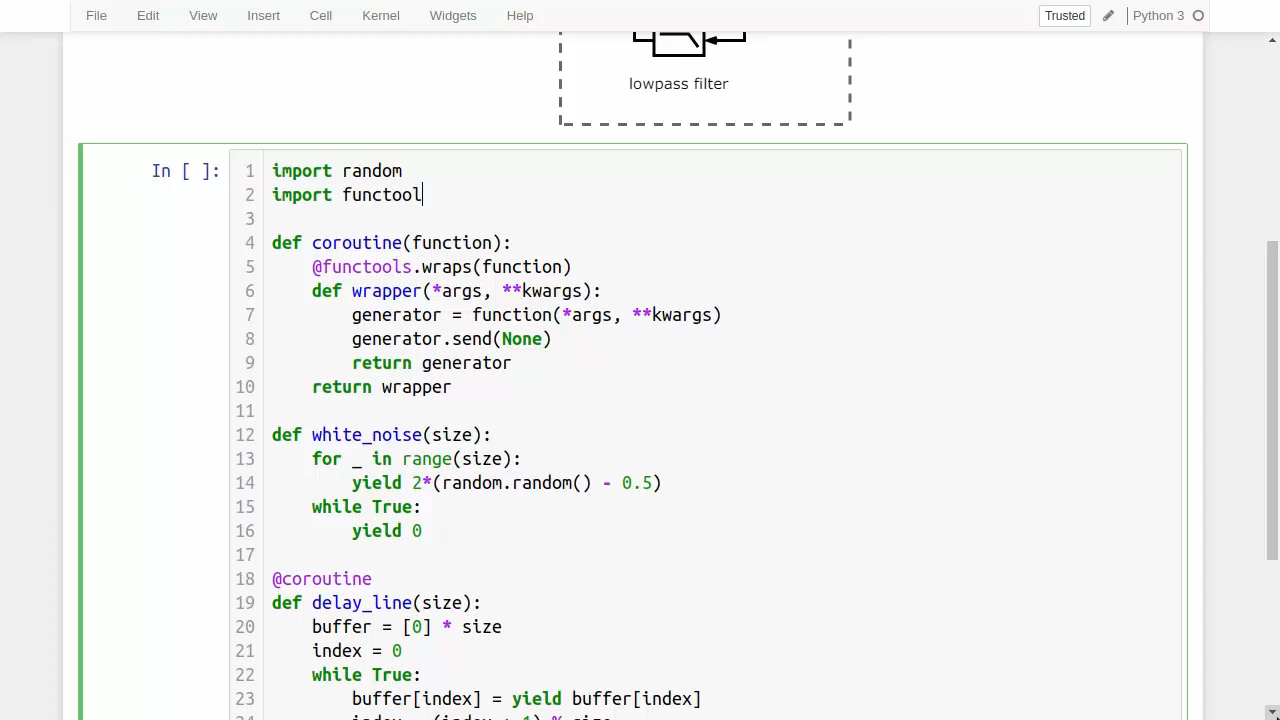 File Edit View Insert Cell Kernel Widgets Help Trusted Python 3
lowpass filter
In [ ]:
1 import random
2 import functool
3
4 def coroutine(function):
5     @functools.wraps(function)
6     def wrapper(*args, **kwargs):
7         generator = function(*args, **kwargs)
8         generator.send(None)
9         return generator
10     return wrapper
11
12 def white_noise(size):
13     for _ in range(size):
14         yield 2*(random.random() - 0.5)
15     while True:
16         yield 0
17
18 @coroutine
19 def delay_line(size):
20     buffer = [0] * size
21     index = 0
22     while True:
23         buffer[index] = yield buffer[index]
24         index = (index + 1) % size